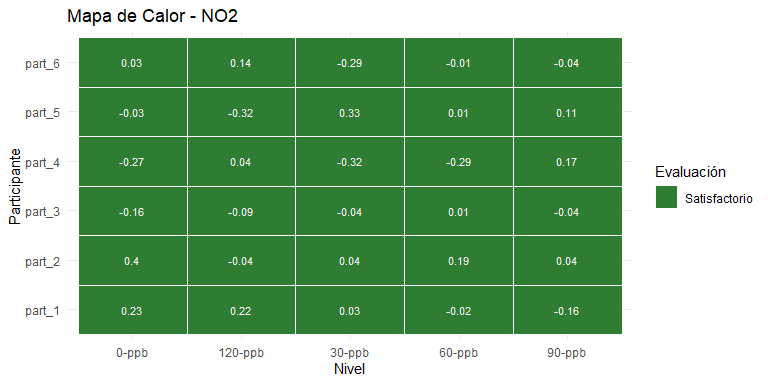 Mapa de Calor - NO2
part_6 0.03 0.14 -0.29 -0.01 -0.04
part_5 -0.03 -0.32 0.33 0.01 0.11
part_4 -0.27 0.04 -0.32 -0.29 0.17
part_3 -0.16 -0.09 -0.04 0.01 -0.04
part_2 0.4 -0.04 0.04 0.19 0.04
part_1 0.23 0.22 0.03 -0.02 -0.16
0-ppb 120-ppb 30-ppb 60-ppb 90-ppb
Nivel
Participante
Evaluación
Satisfactorio